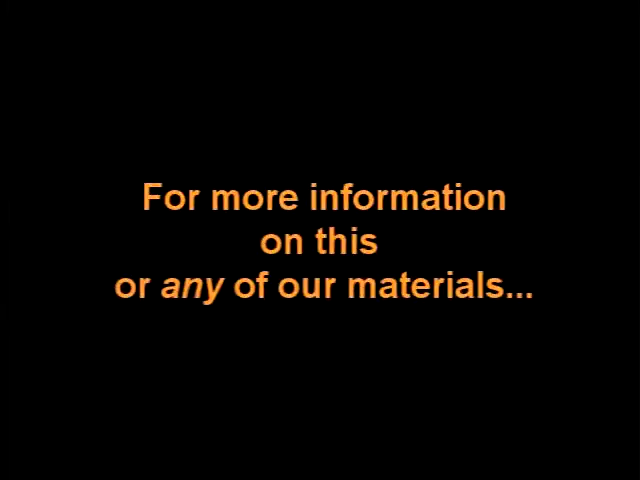 For more information
on this
or any of our materials...